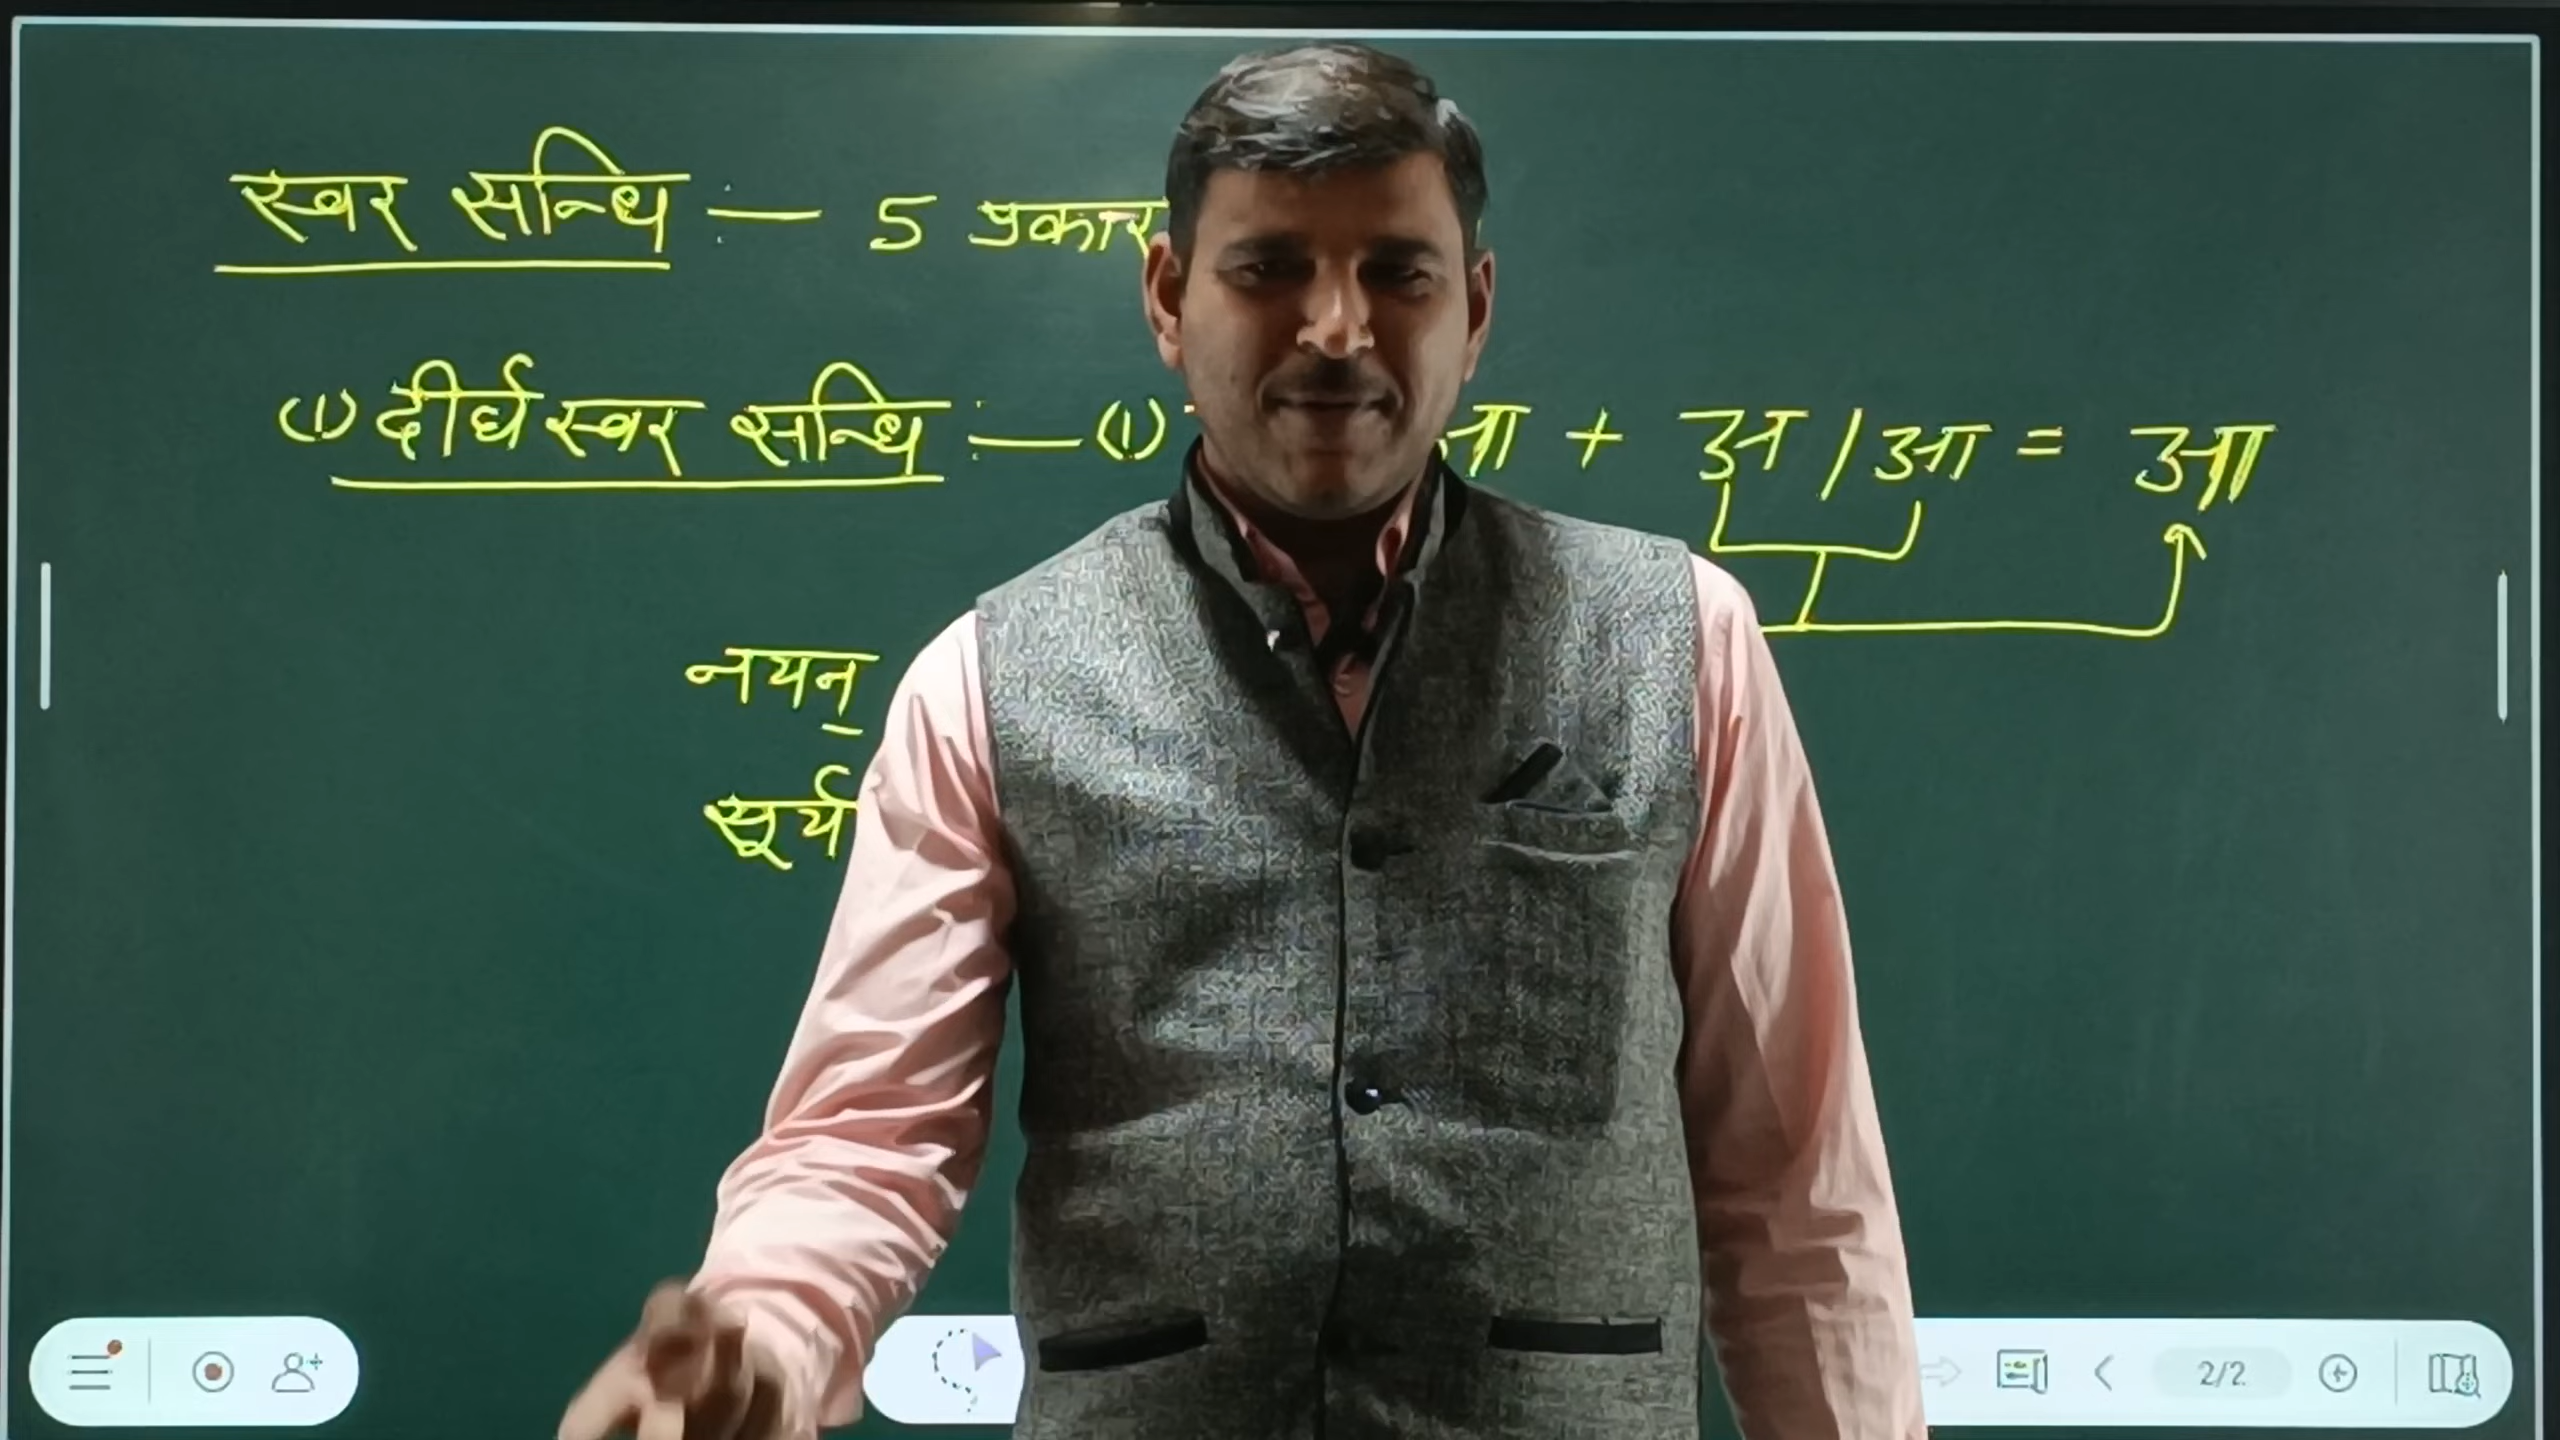 स्वर सन्धि :— 5 प्रकार
(1) दीर्घ स्वर सन्धि :— (1) + अ / आ = आ
नयन्
सूर्य
2/2